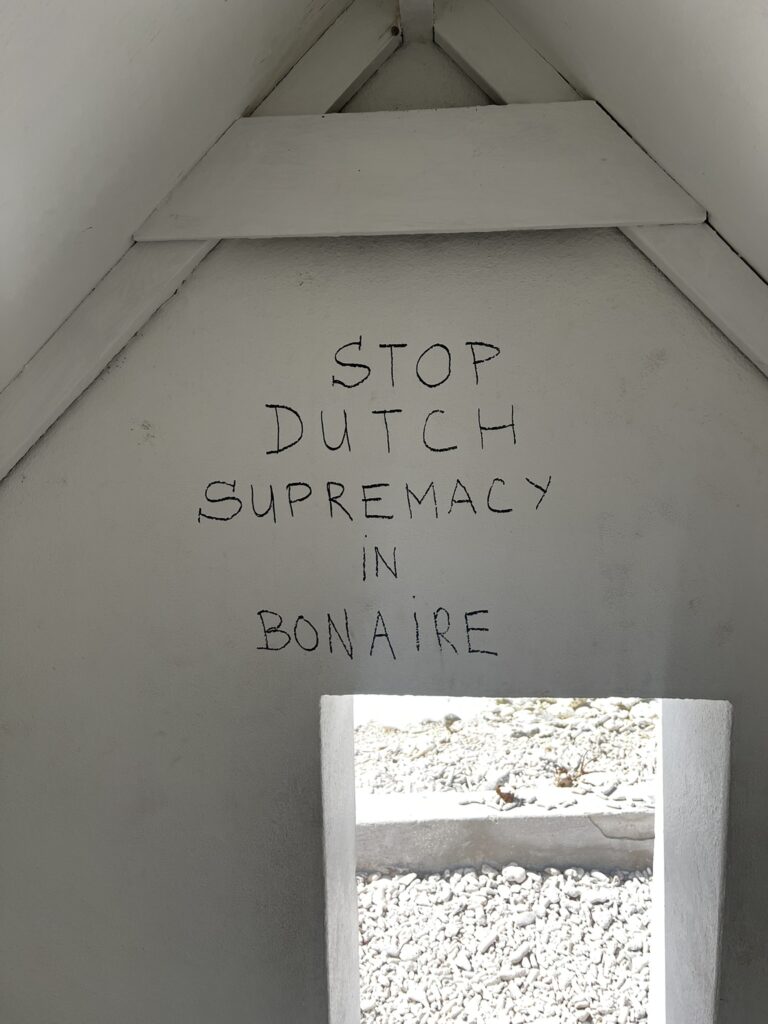 STOP
DUTCH
SUPREMACY
iN
BONAiRE